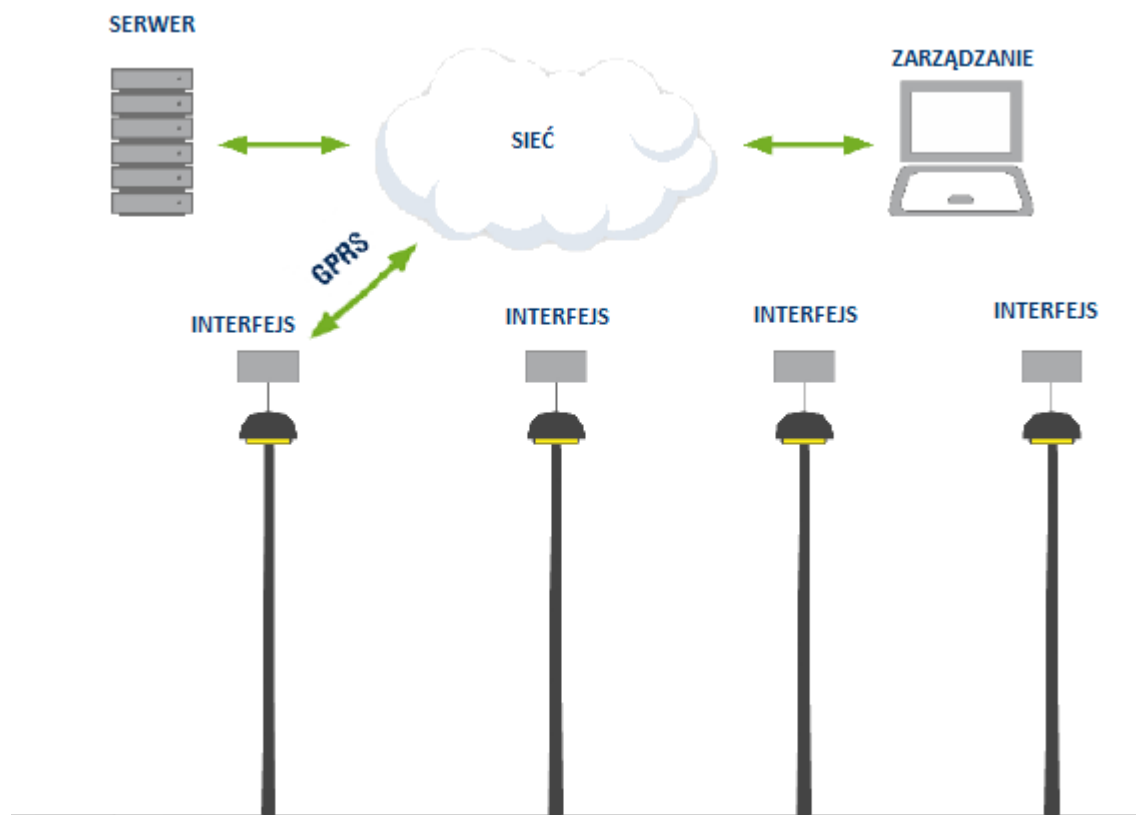 SERWER
ZARZĄDZANIE
SIEĆ
GPRS
INTERFEJS
INTERFEJS
INTERFEJS
INTERFEJS